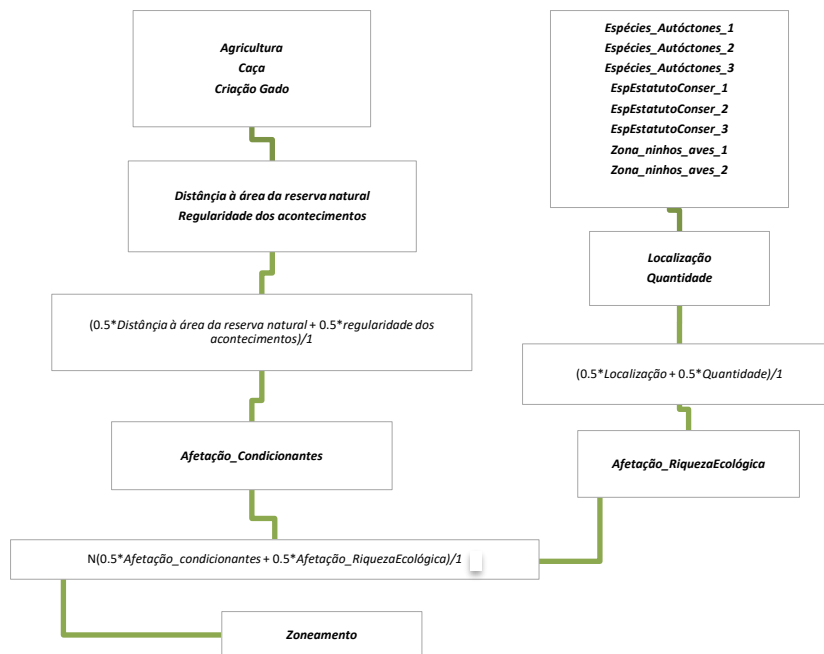 Agricultura
Caça
Criação Gado
Distância à área da reserva natural
Regularidade dos acontecimentos
(0.5*Distância à área da reserva natural + 0.5*regularidade dos
acontecimentos)/1
Afetação_Condicionantes
Espécies_Autóctones_1
Espécies_Autóctones_2
Espécies_Autóctones_3
EspEstatutoConser_1
EspEstatutoConser_2
EspEstatutoConser_3
Zona_ninhos_aves_1
Zona_ninhos_aves_2
Localização
Quantidade
(0.5*Localização + 0.5*Quantidade)/1
Afetação_RiquezaEcológica
N(0.5*Afetação_condicionantes + 0.5*Afetação_RiquezaEcológica)/1
Zoneamento